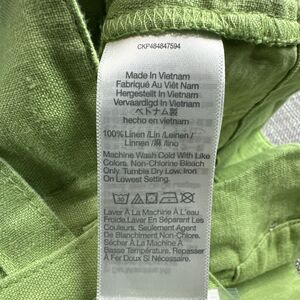 CKP484847594
Made In Vietnam
Fabriqué Au Viêt Nam
Hergestellt In Vietnam
Vervaardigd In Vietnam
ベトナム製
hecho en vietnam
100% Linen /Lin /Leinen /
Linnen /麻 /lino
Machine Wash Cold With Like
Colors. Non-Chlorine Bleach
Only. Tumble Dry Low. Iron
On Lowest Setting.
Laver À La Machine À L'eau
Froide.Laver En Séparant Les
Couleurs. Seulement Agent
De Blanchiment Non-Chlore.
Sécher À La Machine À
Basse Température. Repasser
À Fer Doux Si Nécessaire.